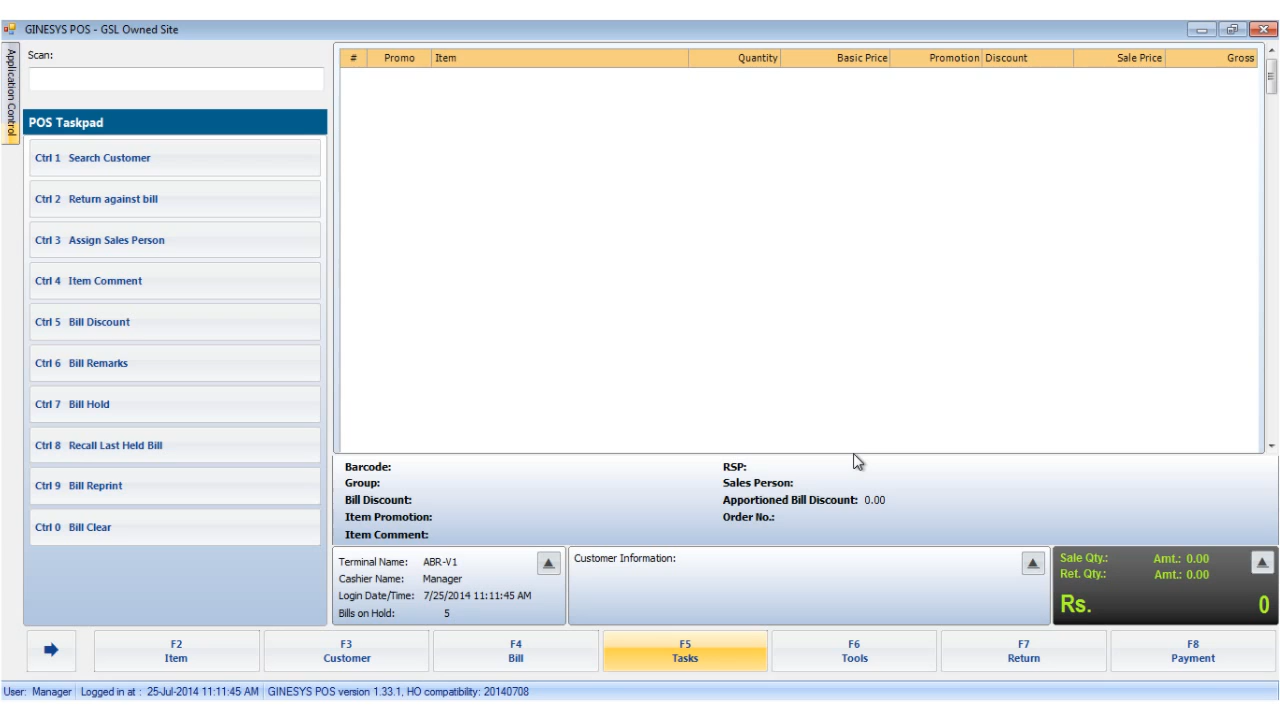 GINESYS POS - GSL Owned Site
Application Control
Scan:
POS Taskpad
Ctrl 1 Search Customer
Ctrl 2 Return against bill
Ctrl 3 Assign Sales Person
Ctrl 4 Item Comment
Ctrl 5 Bill Discount
Ctrl 6 Bill Remarks
Ctrl 7 Bill Hold
Ctrl 8 Recall Last Held Bill
Ctrl 9 Bill Reprint
Ctrl 0 Bill Clear
# Promo Item Quantity Basic Price Promotion Discount Sale Price Gross
Barcode: RSP:
Group: Sales Person:
Bill Discount: Apportioned Bill Discount: 0.00
Item Promotion: Order No.:
Item Comment:
Terminal Name: ABR-V1
Cashier Name: Manager
Login Date/Time: 7/25/2014 11:11:45 AM
Bills on Hold: 5
Customer Information:
Sale Qty.: Amt.: 0.00
Ret. Qty.: Amt.: 0.00
Rs. 0
F2 F3 F4 F5 F6 F7 F8
Item Customer Bill Tasks Tools Return Payment
User: Manager Logged in at : 25-Jul-2014 11:11:45 AM GINESYS POS version 1.33.1, HO compatibility: 20140708